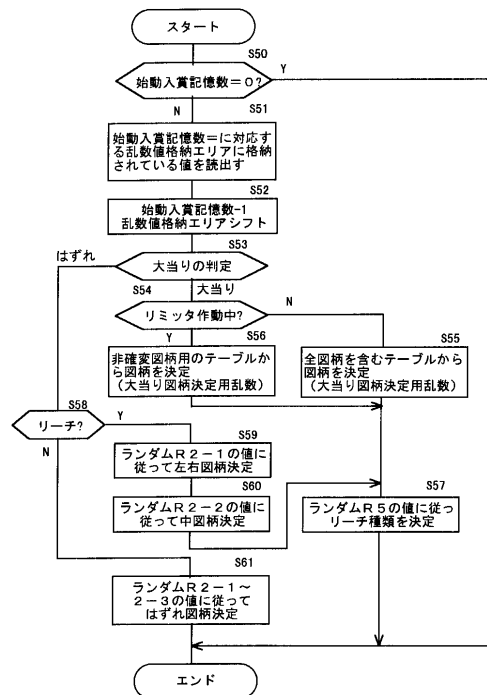 スタート
S50
始動入賞記憶数=0?
Y
N
S51
始動入賞記憶数=に対応す
る乱数値格納エリアに格納
されている値を読出す
S52
始動入賞記憶数-1
乱数値格納エリアシフト
S53
はずれ
大当りの判定
大当り
S54
リミッタ作動中?
N
Y
S56
非確変図柄用のテーブルか
ら図柄を決定
(大当り図柄決定用乱数)
S55
全図柄を含むテーブルから
図柄を決定
(大当り図柄決定用乱数)
S58
リーチ?
Y
N
S59
ランダムR2-1の値に
従って左右図柄決定
S60
ランダムR2-2の値に
従って中図柄決定
S57
ランダムR5の値に従っ
リーチ種類を決定
S61
ランダムR2-1~
2-3の値に従って
はずれ図柄決定
エンド